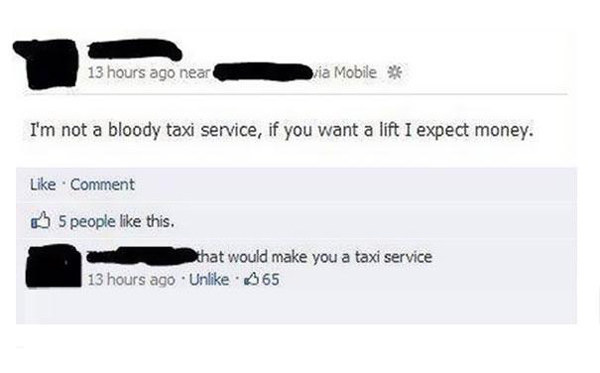 13 hours ago near via Mobile
I'm not a bloody taxi service, if you want a lift I expect money.
Like · Comment
5 people like this.
that would make you a taxi service
13 hours ago · Unlike · 65